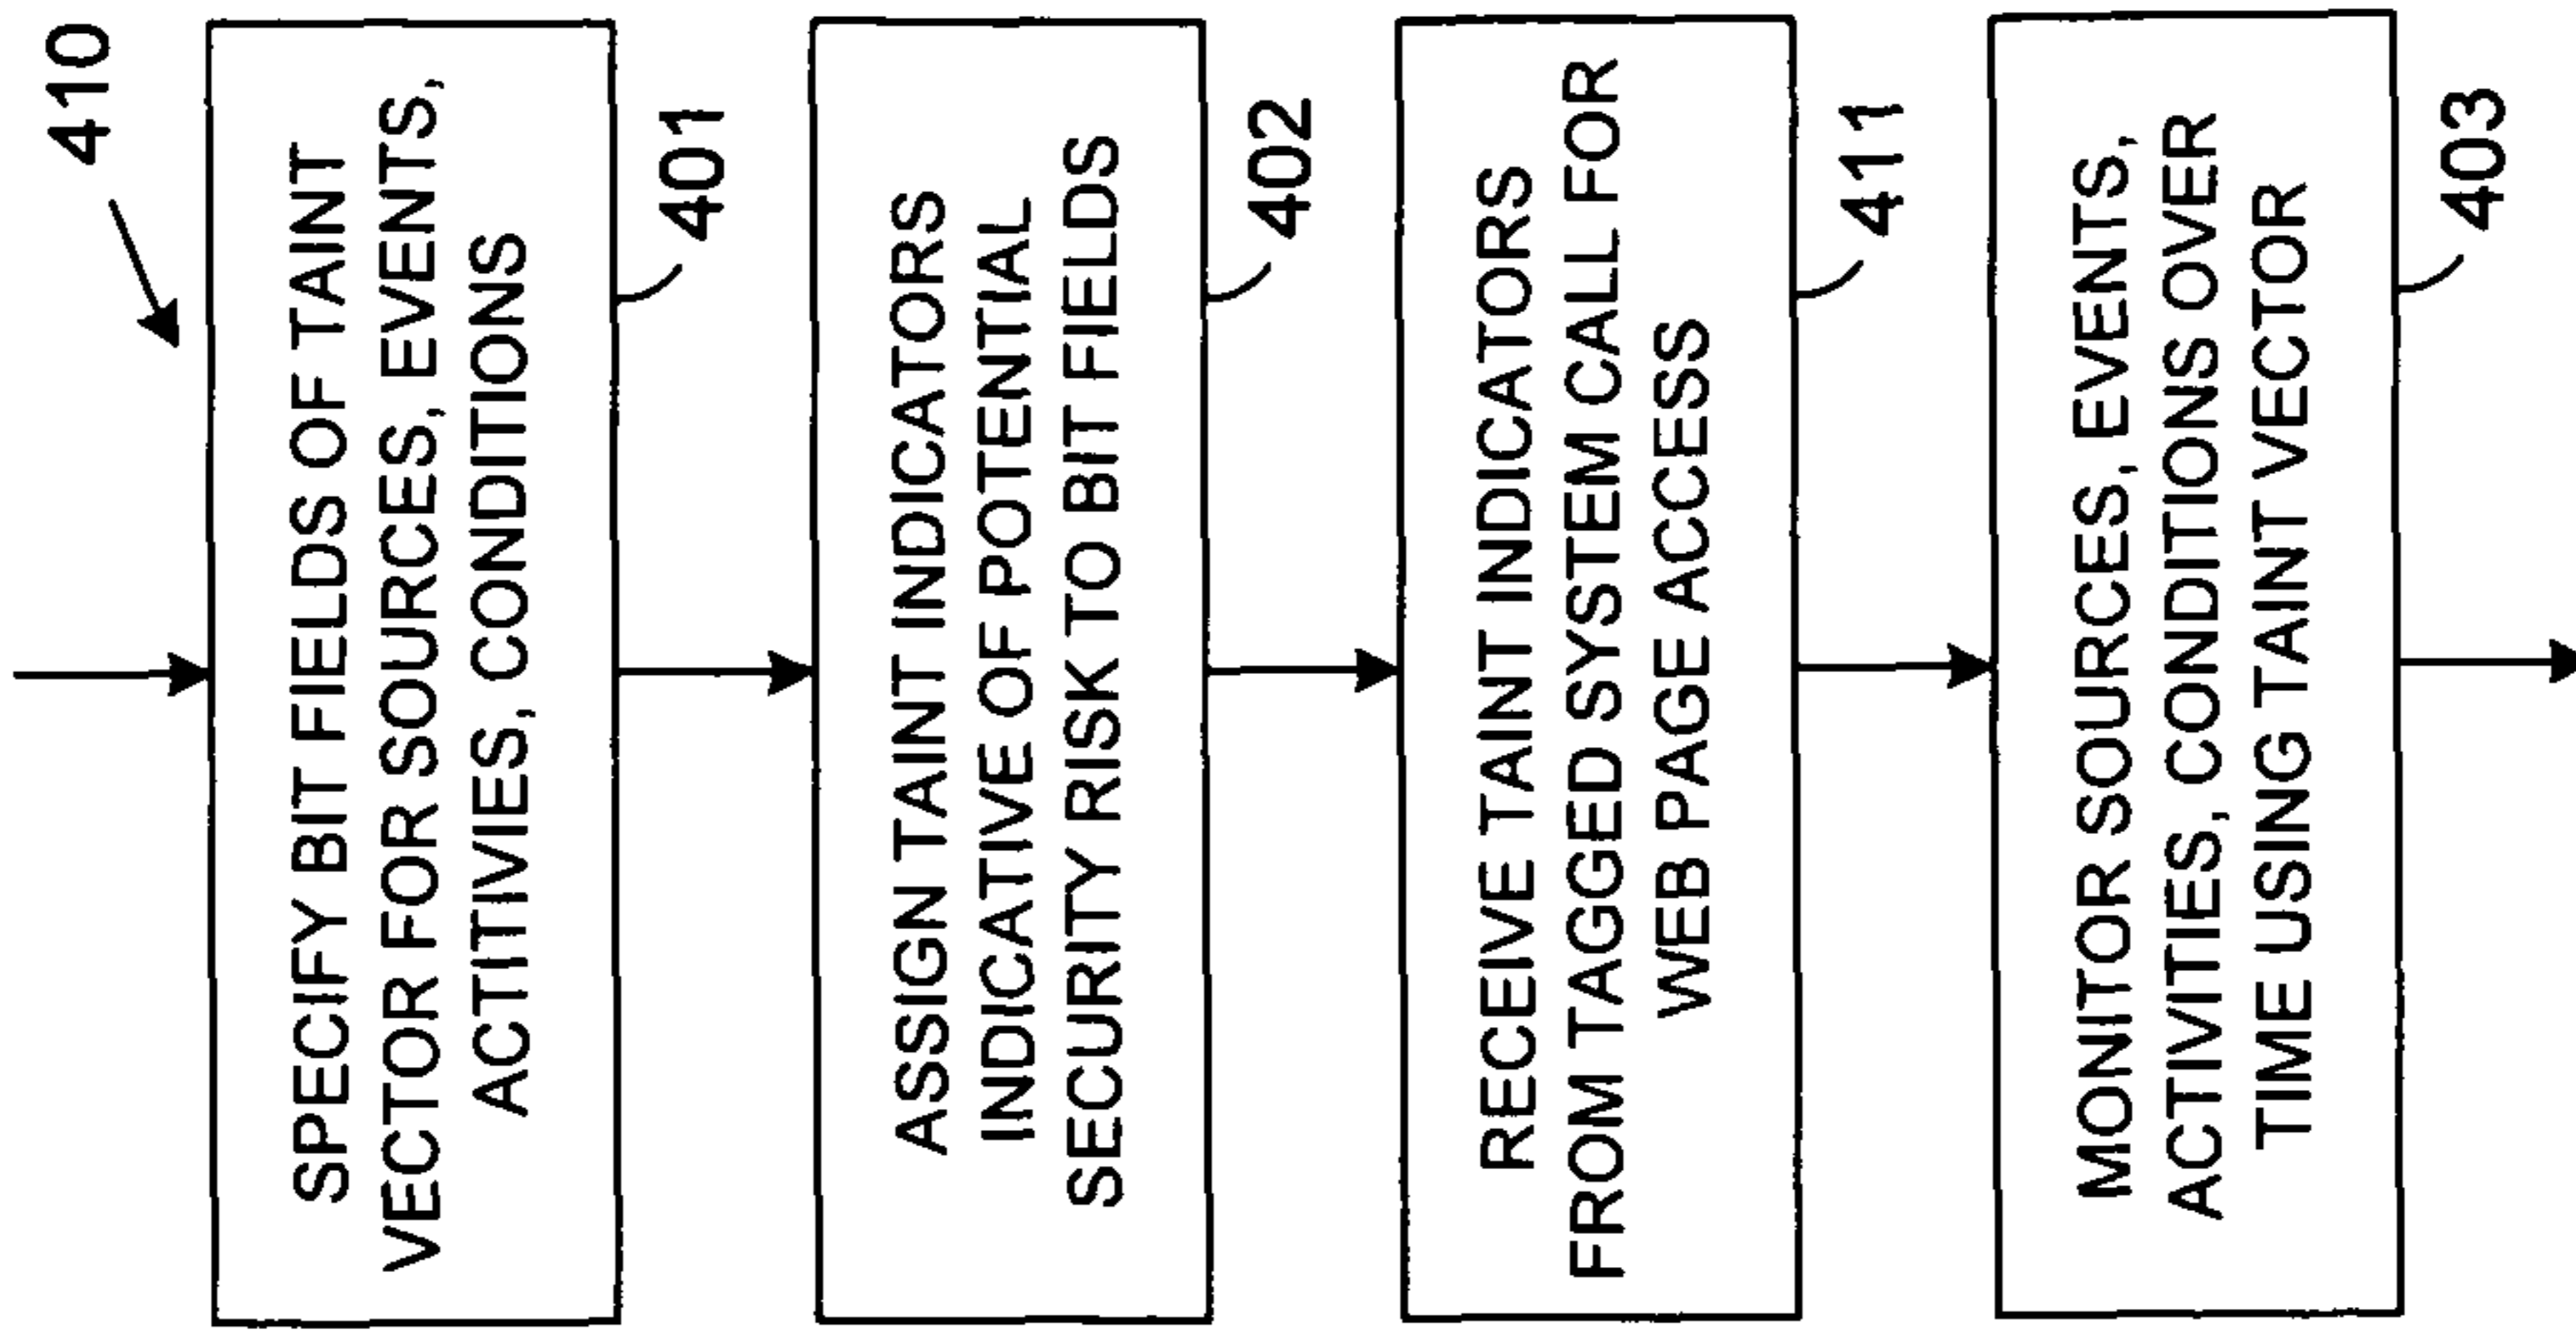 410
SPECIFY BIT FIELDS OF TAINT
VECTOR FOR SOURCES, EVENTS,
ACTITIVIES, CONDITIONS
401
ASSIGN TAINT INDICATORS
INDICATIVE OF POTENTIAL
SECURITY RISK TO BIT FIELDS
402
RECEIVE TAINT INDICATORS
FROM TAGGED SYSTEM CALL FOR
WEB PAGE ACCESS
411
MONITOR SOURCES, EVENTS,
ACTIVITIES, CONDITIONS OVER
TIME USING TAINT VECTOR
403